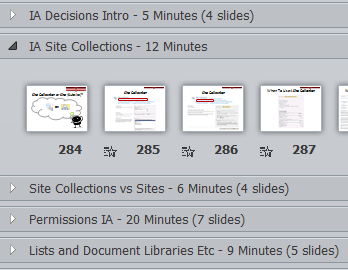 IA Decisions Intro - 5 Minutes (4 slides)
IA Site Collections - 12 Minutes
284 285 286 287
Site Collections vs Sites - 6 Minutes (4 slides)
Permissions IA - 20 Minutes (7 slides)
Lists and Document Libraries Etc - 9 Minutes (5 slides)